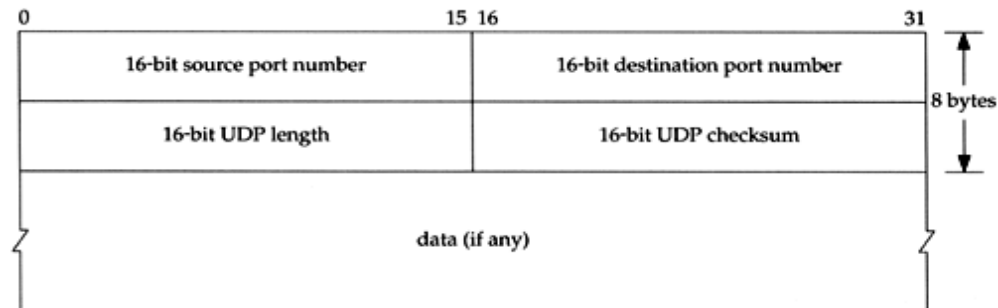 0 15 16 31
16-bit source port number 16-bit destination port number
8 bytes
16-bit UDP length 16-bit UDP checksum
data (if any)